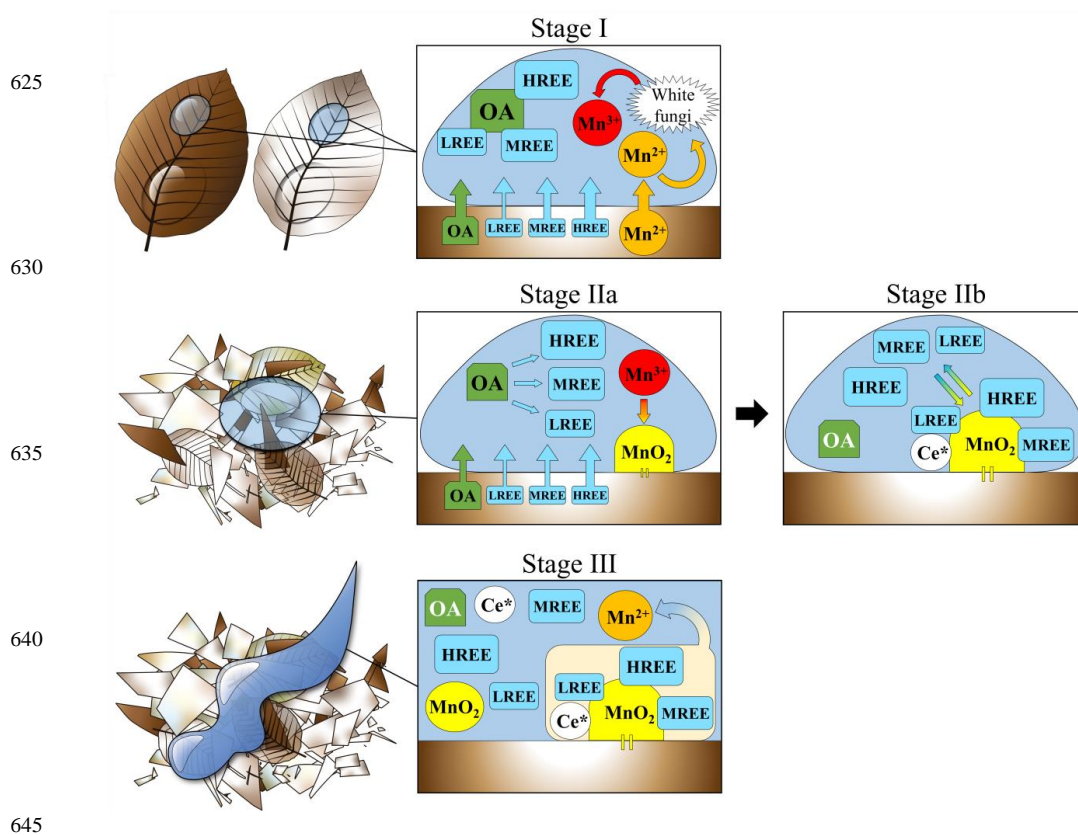 Stage I
625
HREE
White
fungi
OA
Mn³⁺
LREE
MREE
Mn²⁺
OA
LREE
MREE
HREE
Mn²⁺
630
Stage IIa
Stage IIb
HREE
Mn³⁺
OA
MREE
LREE
MnO₂
OA
LREE
MREE
HREE
MREE
LREE
HREE
HREE
LREE
OA
MnO₂
MREE
Ce*
635
Stage III
OA
Ce*
MREE
Mn²⁺
640
HREE
HREE
LREE
MnO₂
LREE
MnO₂
MREE
Ce*
645